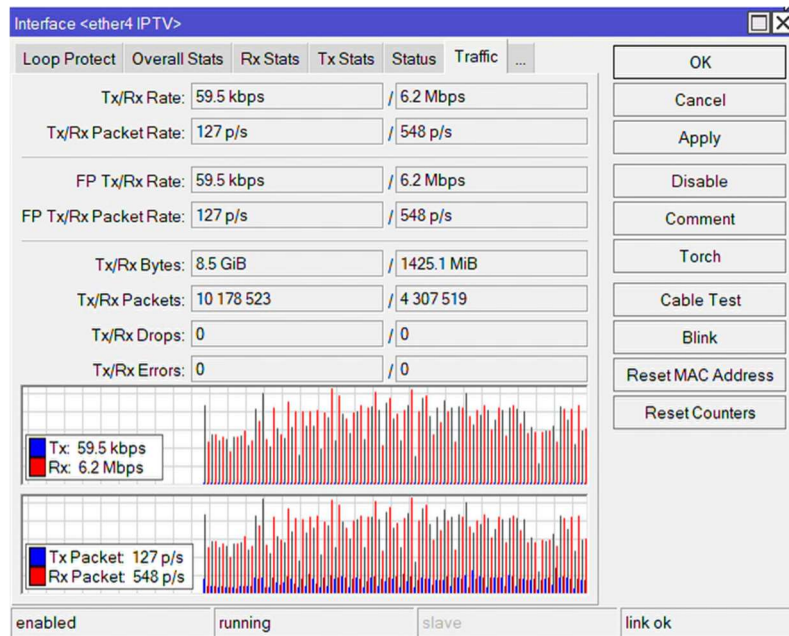 Interface <ether4 IPTV>
Loop Protect Overall Stats Rx Stats Tx Stats Status Traffic ...
Tx/Rx Rate: 59.5 kbps / 6.2 Mbps
Tx/Rx Packet Rate: 127 p/s / 548 p/s
FP Tx/Rx Rate: 59.5 kbps / 6.2 Mbps
FP Tx/Rx Packet Rate: 127 p/s / 548 p/s
Tx/Rx Bytes: 8.5 GiB / 1425.1 MiB
Tx/Rx Packets: 10 178 523 / 4 307 519
Tx/Rx Drops: 0 / 0
Tx/Rx Errors: 0 / 0
Tx: 59.5 kbps
Rx: 6.2 Mbps
Tx Packet: 127 p/s
Rx Packet: 548 p/s
OK
Cancel
Apply
Disable
Comment
Torch
Cable Test
Blink
Reset MAC Address
Reset Counters
enabled running slave link ok